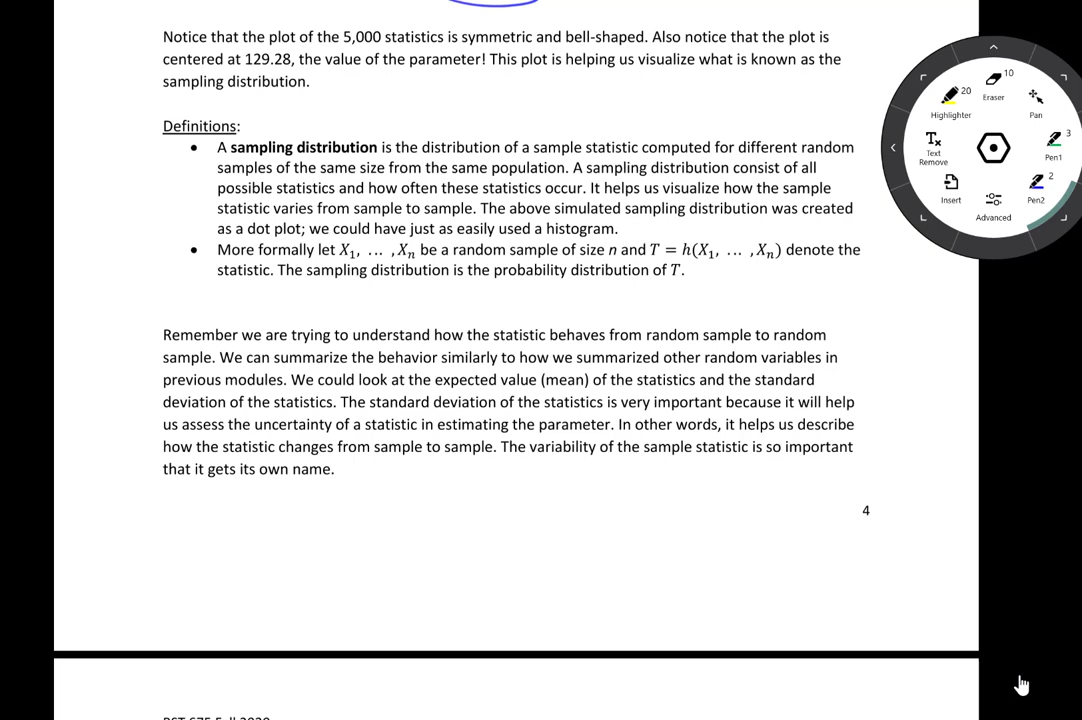 Notice that the plot of the 5,000 statistics is symmetric and bell-shaped. Also notice that the plot is
centered at 129.28, the value of the parameter! This plot is helping us visualize what is known as the
sampling distribution.
Definitions:
• A sampling distribution is the distribution of a sample statistic computed for different random
samples of the same size from the same population. A sampling distribution consist of all
possible statistics and how often these statistics occur. It helps us visualize how the sample
statistic varies from sample to sample. The above simulated sampling distribution was created
as a dot plot; we could have just as easily used a histogram.
• More formally let X₁, … , Xₙ be a random sample of size n and T = h(X₁, … , Xₙ) denote the
statistic. The sampling distribution is the probability distribution of T.
Remember we are trying to understand how the statistic behaves from random sample to random
sample. We can summarize the behavior similarly to how we summarized other random variables in
previous modules. We could look at the expected value (mean) of the statistics and the standard
deviation of the statistics. The standard deviation of the statistics is very important because it will help
us assess the uncertainty of a statistic in estimating the parameter. In other words, it helps us describe
how the statistic changes from sample to sample. The variability of the sample statistic is so important
that it gets its own name.
4
10
Eraser
20
Highlighter
Pan
Tx
Text
Remove
3
Pen1
Insert
2
Pen2
Advanced